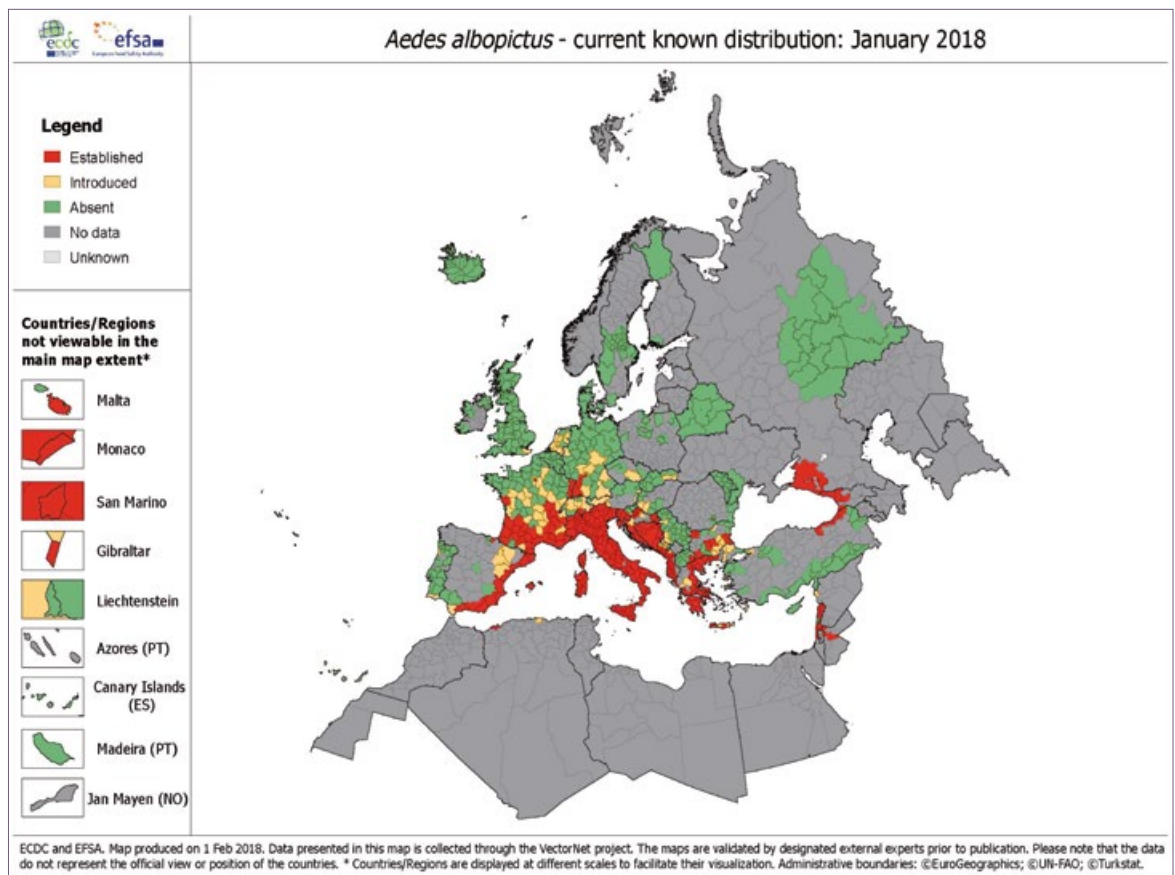 ecdc
efsa
European Food Safety Authority
Aedes albopictus - current known distribution: January 2018
Legend
Established
Introduced
Absent
No data
Unknown
Countries/Regions
not viewable in the
main map extent*
Malta
Monaco
San Marino
Gibraltar
Liechtenstein
Azores (PT)
Canary Islands
(ES)
Madeira (PT)
Jan Mayen (NO)
ECDC and EFSA. Map produced on 1 Feb 2018. Data presented in this map is collected through the VectorNet project. The maps are validated by designated external experts prior to publication. Please note that the data
do not represent the official view or position of the countries. * Countries/Regions are displayed at different scales to facilitate their visualization. Administrative boundaries: ©EuroGeographics; ©UN-FAO; ©Turkstat.